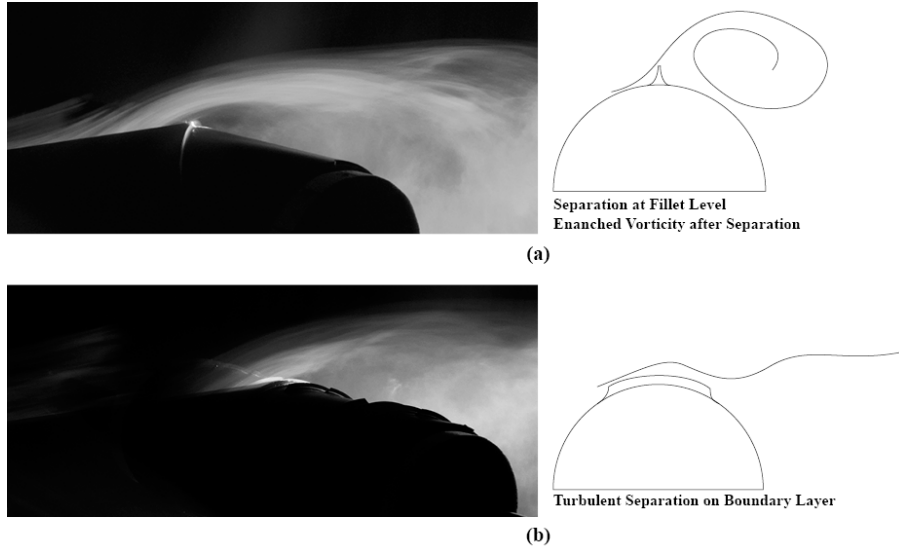 Separation at Fillet Level
Enanched Vorticity after Separation
(a)
Turbulent Separation on Boundary Layer
(b)